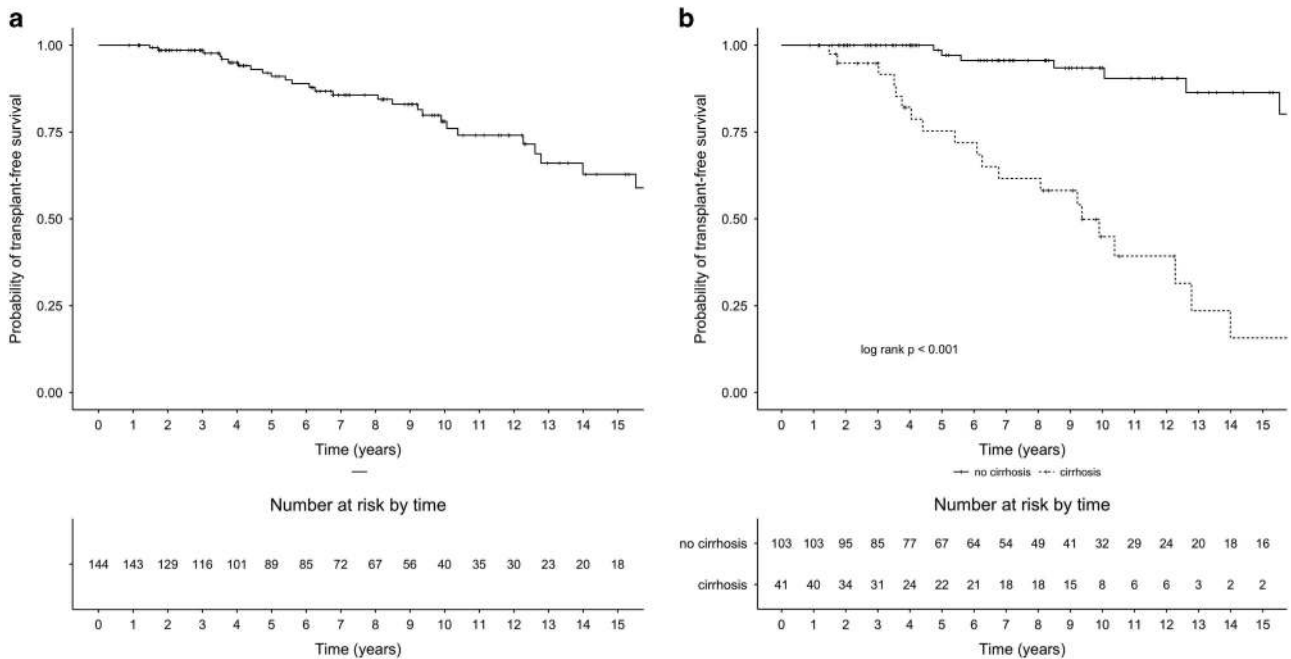 a
Probability of transplant-free survival
1.00
0.75
0.50
0.25
0.00
0 1 2 3 4 5 6 7 8 9 10 11 12 13 14 15
Time (years)
Number at risk by time
144 143 129 116 101 89 85 72 67 56 40 35 30 23 20 18
0 1 2 3 4 5 6 7 8 9 10 11 12 13 14 15
Time (years)
b
Probability of transplant-free survival
1.00
0.75
0.50
0.25
0.00
log rank p < 0.001
0 1 2 3 4 5 6 7 8 9 10 11 12 13 14 15
Time (years)
no cirrhosis cirrhosis
Number at risk by time
no cirrhosis 103 103 95 85 77 67 64 54 49 41 32 29 24 20 18 16
cirrhosis 41 40 34 31 24 22 21 18 18 15 8 6 6 3 2 2
0 1 2 3 4 5 6 7 8 9 10 11 12 13 14 15
Time (years)